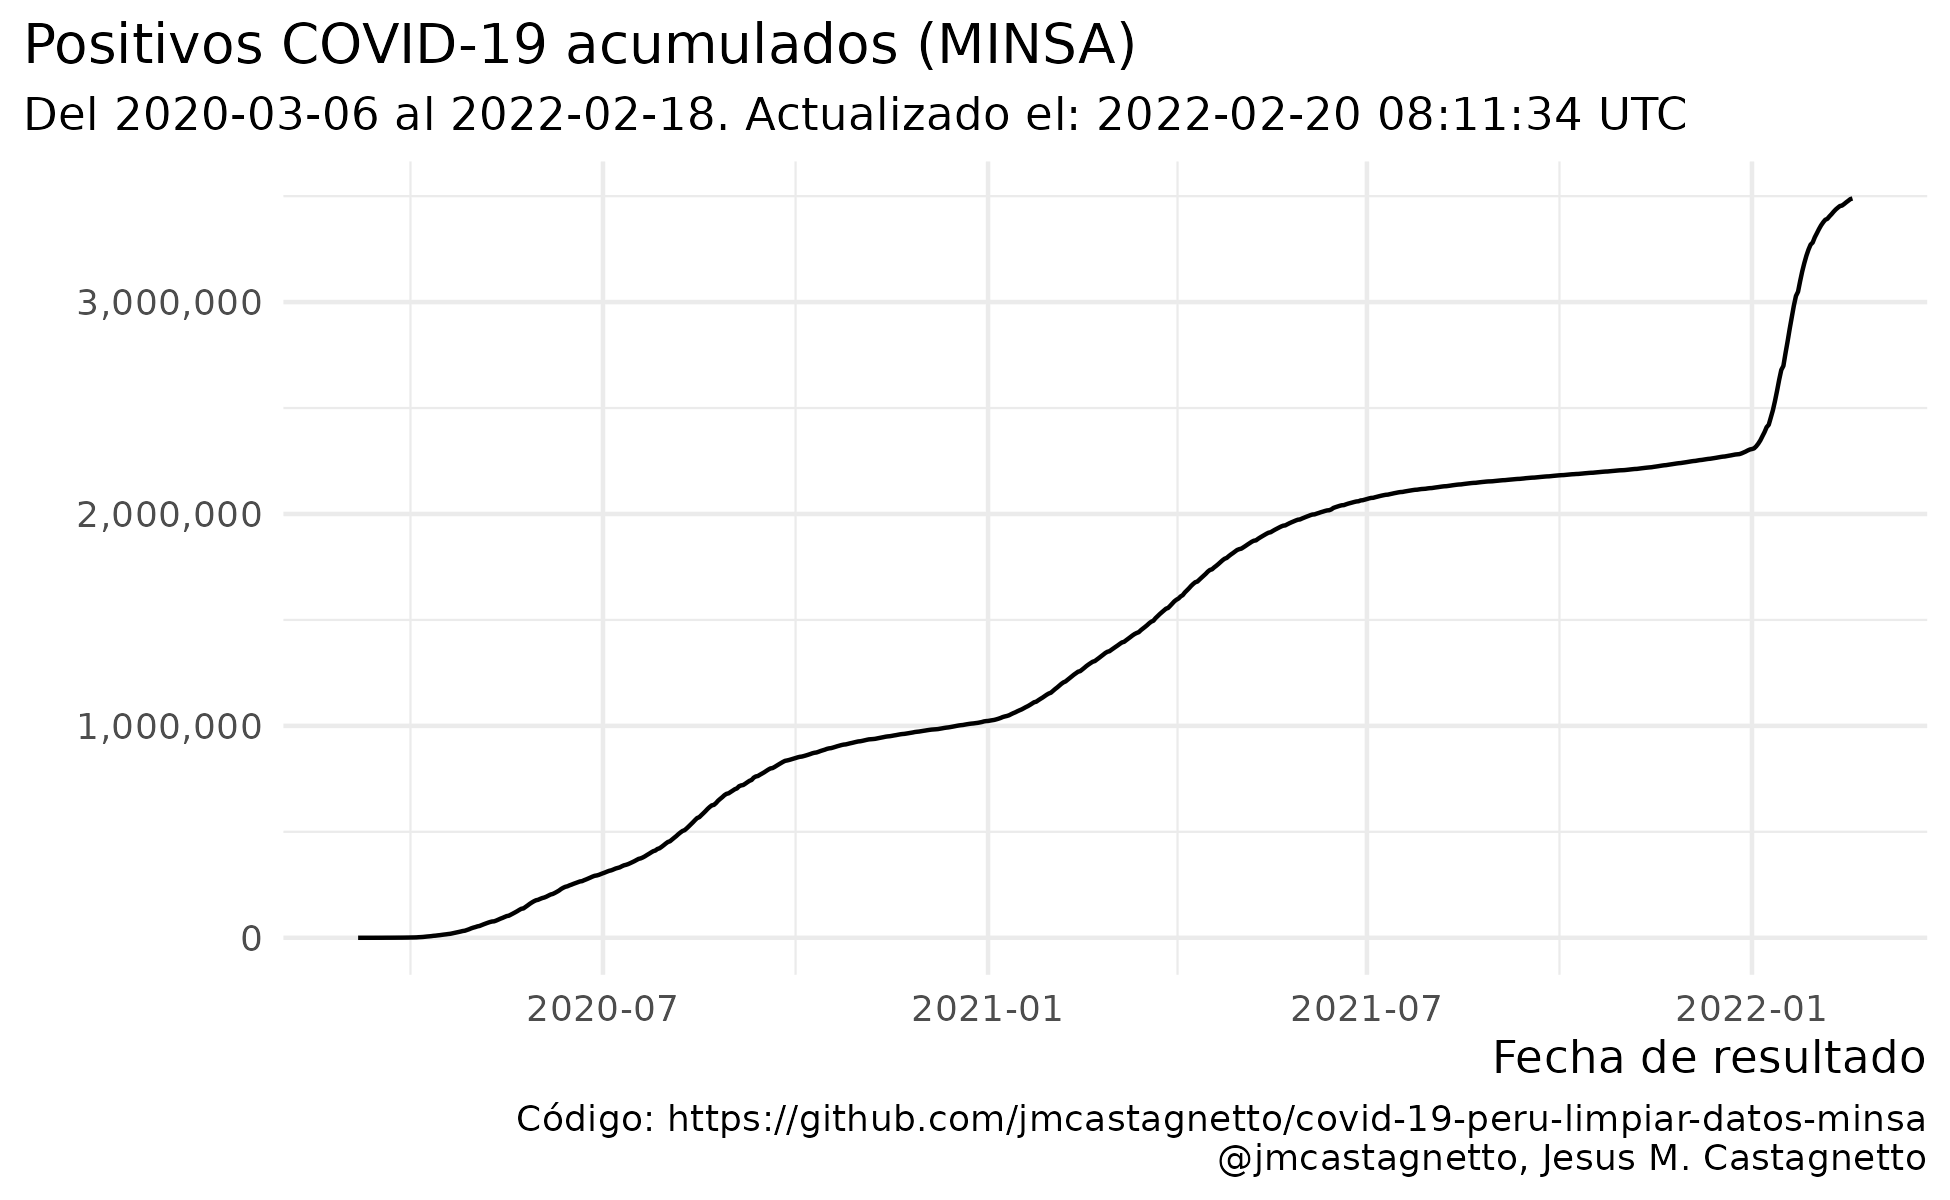 Positivos COVID-19 acumulados (MINSA)
Del 2020-03-06 al 2022-02-18. Actualizado el: 2022-02-20 08:11:34 UTC
3,000,000
2,000,000
1,000,000
0
2020-07 2021-01 2021-07 2022-01
Fecha de resultado
Código: https://github.com/jmcastagnetto/covid-19-peru-limpiar-datos-minsa
@jmcastagnetto, Jesus M. Castagnetto